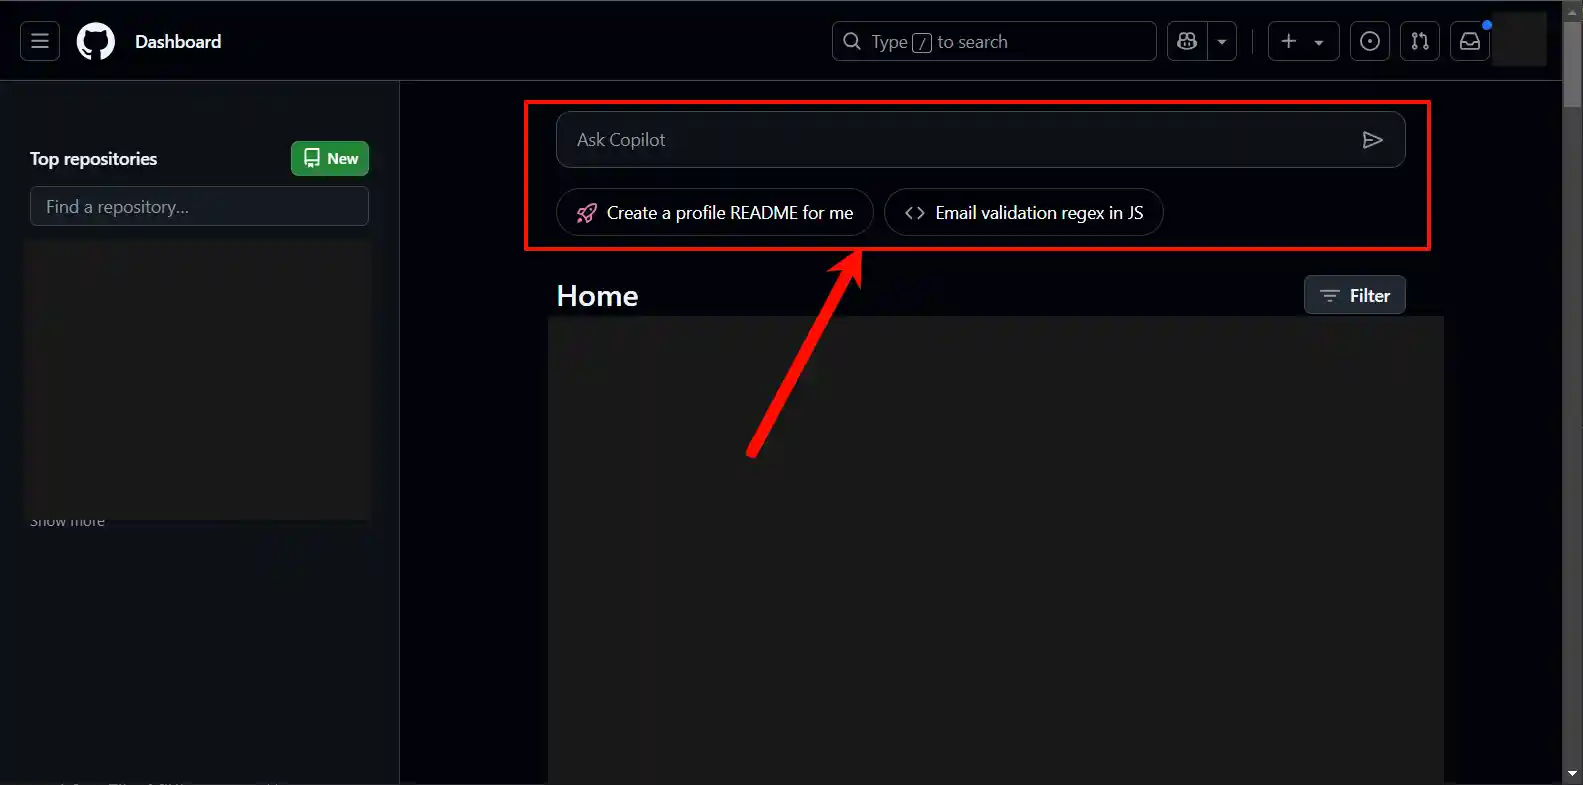 Dashboard
Type / to search
Top repositories
New
Find a repository...
Show more
Ask Copilot
Create a profile README for me
Email validation regex in JS
Home
Filter